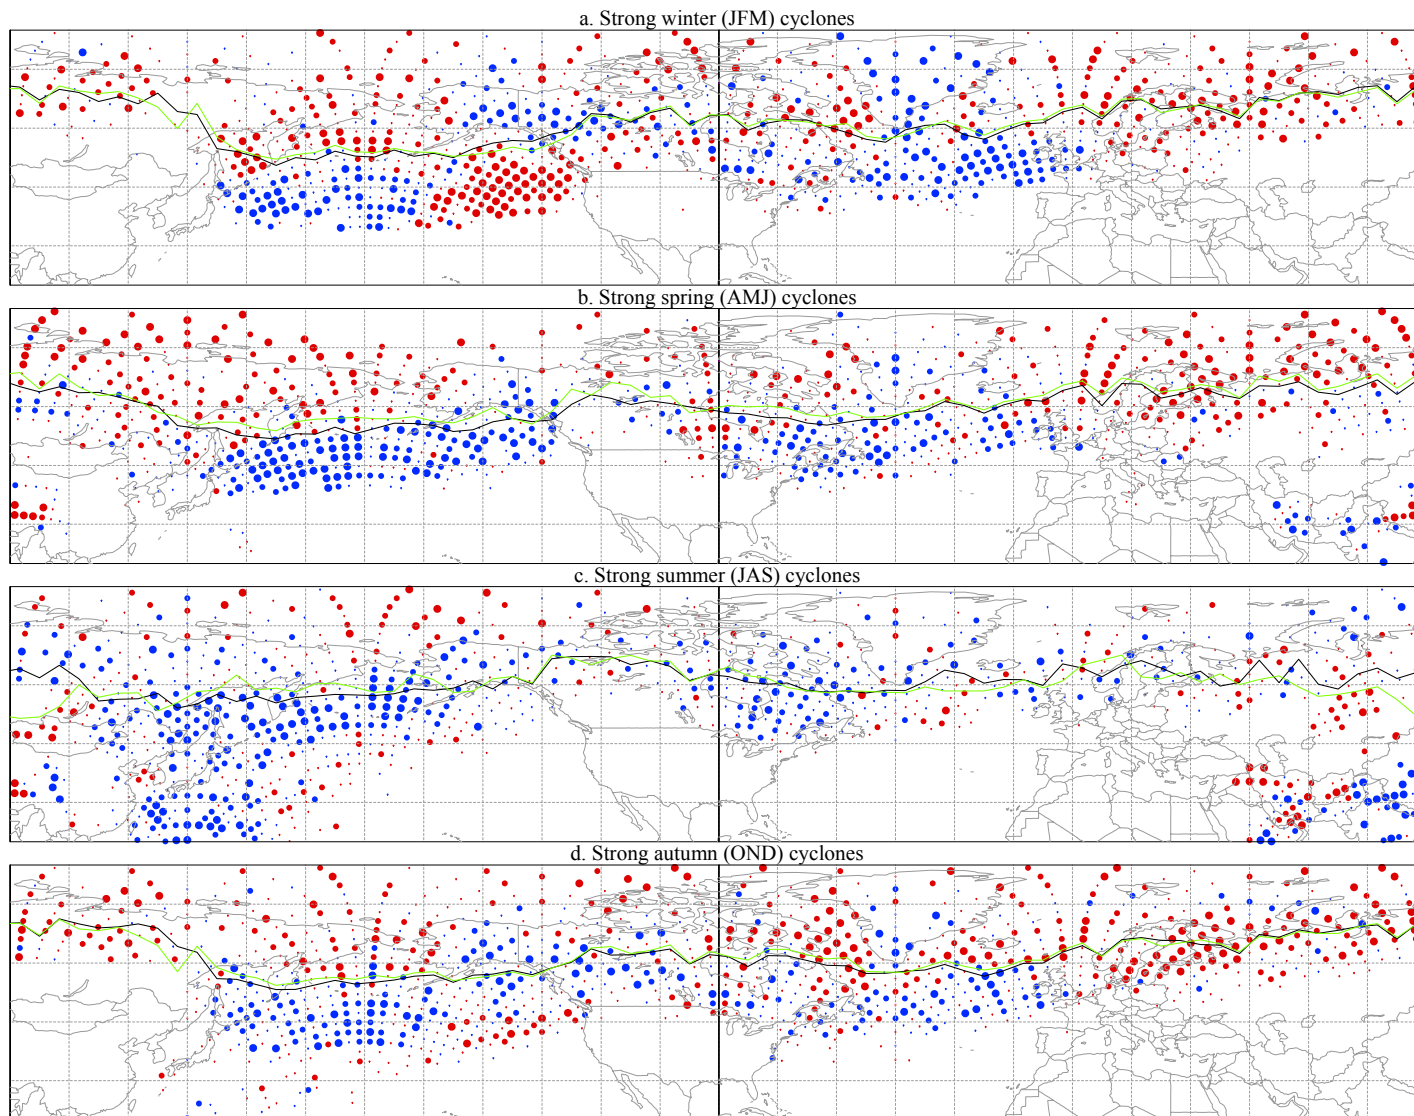 a. Strong winter (JFM) cyclones
b. Strong spring (AMJ) cyclones
c. Strong summer (JAS) cyclones
d. Strong autumn (OND) cyclones